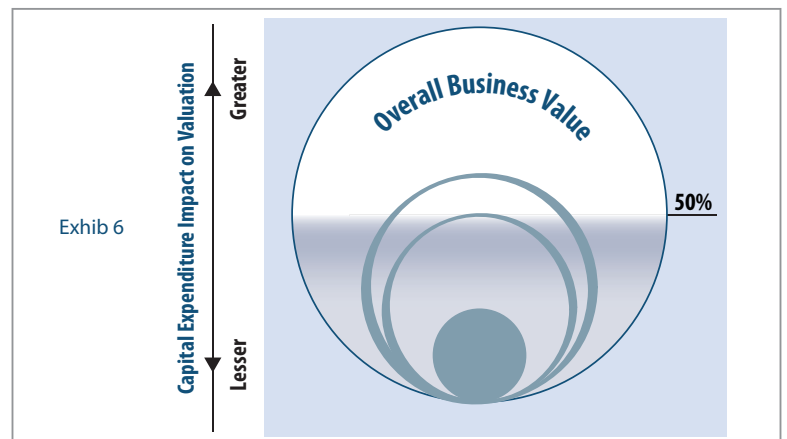 Exhib 6
Capital Expenditure Impact on Valuation
Greater
Lesser
Overall Business Value
50%